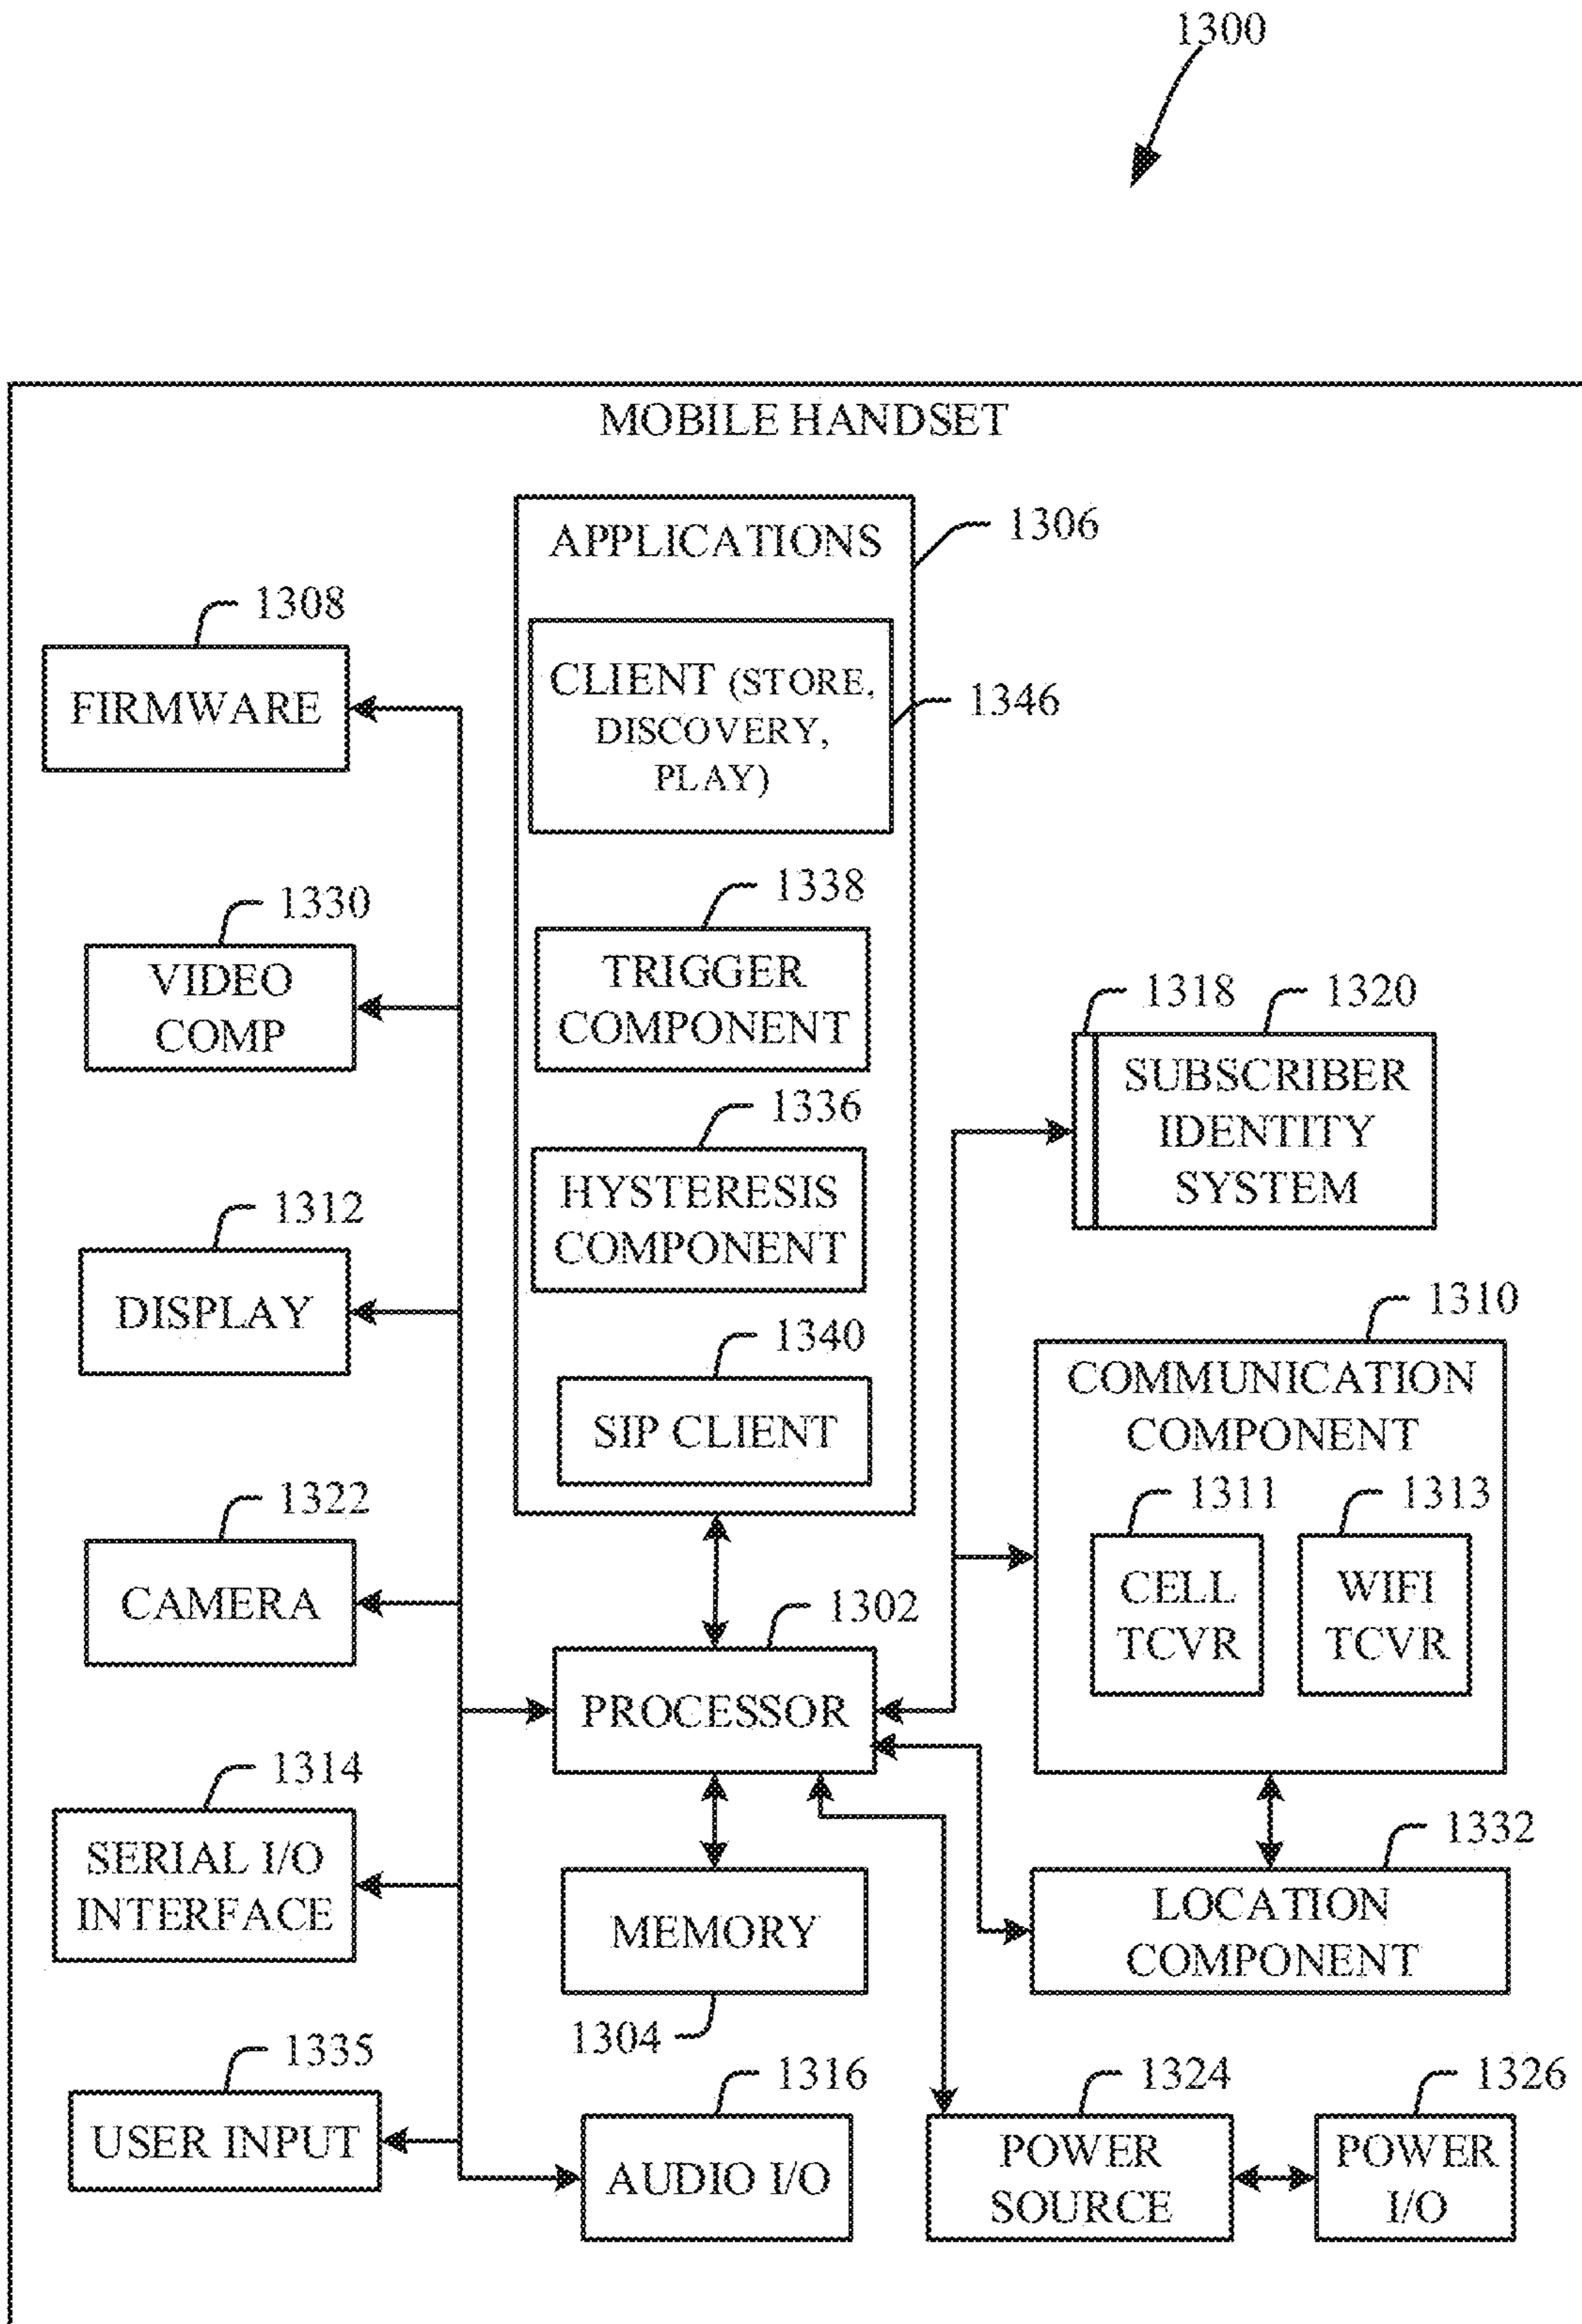 1300
MOBILE HANDSET
APPLICATIONS
1306
CLIENT (STORE,
DISCOVERY,
PLAY)
1346
1308
FIRMWARE
1338
TRIGGER
COMPONENT
1330
VIDEO
COMP
1318
1320
SUBSCRIBER
IDENTITY
SYSTEM
1336
HYSTERESIS
COMPONENT
1312
DISPLAY
1310
COMMUNICATION
COMPONENT
1340
SIP CLIENT
1311
1313
CELL
TCVR
WIFI
TCVR
1322
CAMERA
1302
PROCESSOR
1314
SERIAL I/O
INTERFACE
1332
LOCATION
COMPONENT
MEMORY
1304
1335
USER INPUT
1316
AUDIO I/O
1324
POWER
SOURCE
1326
POWER
I/O